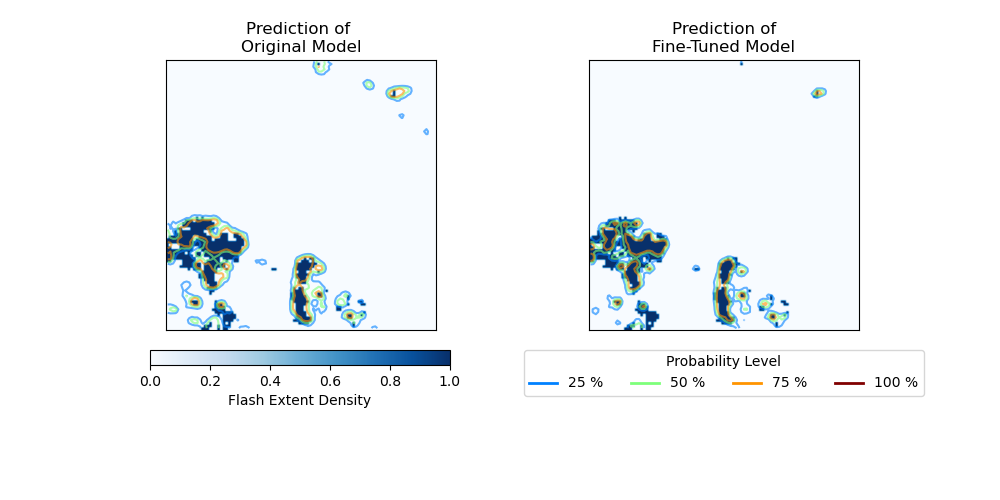 Prediction of
Original Model
Prediction of
Fine-Tuned Model
0.0 0.2 0.4 0.6 0.8 1.0
Flash Extent Density
Probability Level
25 % 50 % 75 % 100 %